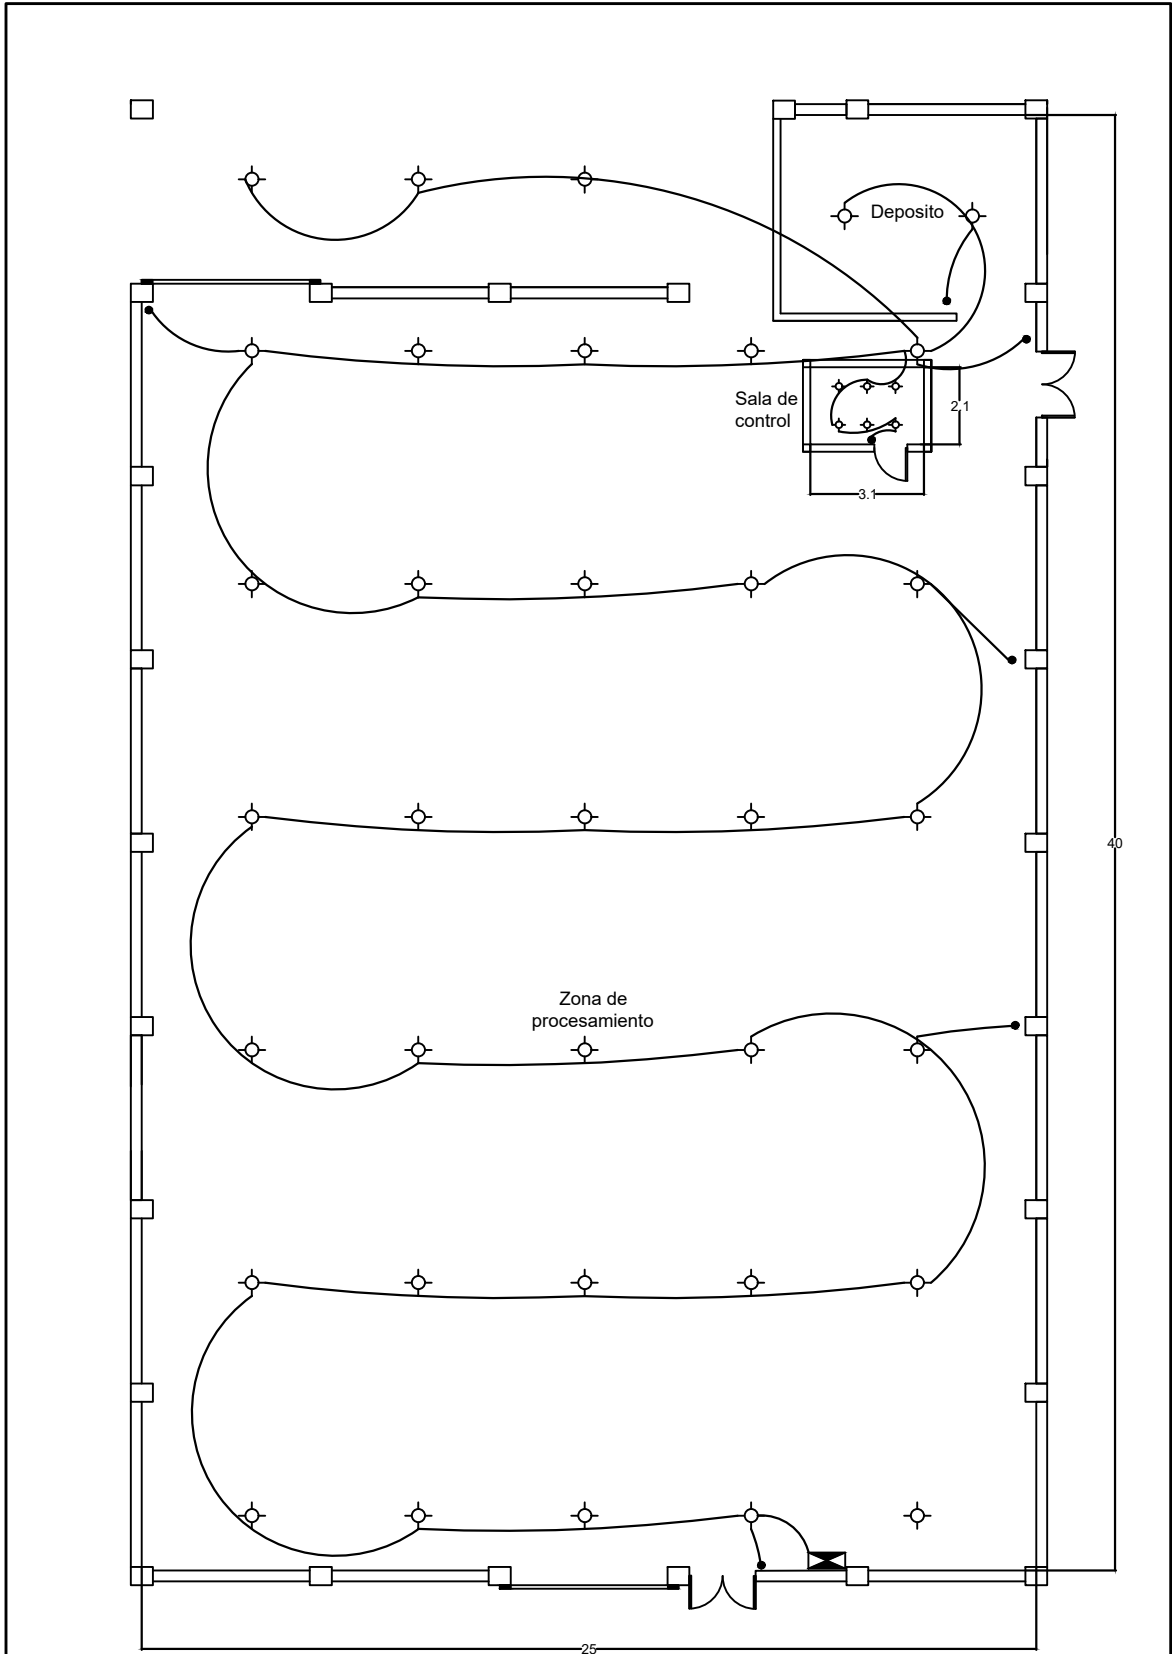 Deposito
Sala de
control
2,1
3.1
40
Zona de
procesamiento
25